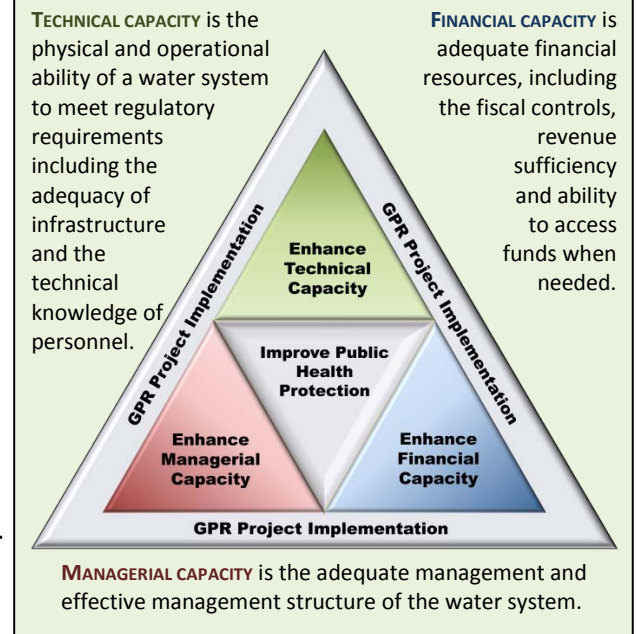 TECHNICAL CAPACITY is the
physical and operational
ability of a water system
to meet regulatory
requirements
including the
adequacy of
infrastructure
and the
technical
knowledge of
personnel.
FINANCIAL CAPACITY is
adequate financial
resources, including
the fiscal controls,
revenue
sufficiency
and ability
to access
funds when
needed.
GPR Project Implementation
GPR Project Implementation
Enhance
Technical
Capacity
Improve Public
Health
Protection
Enhance
Managerial
Capacity
Enhance
Financial
Capacity
GPR Project Implementation
MANAGERIAL CAPACITY is the adequate management and
effective management structure of the water system.